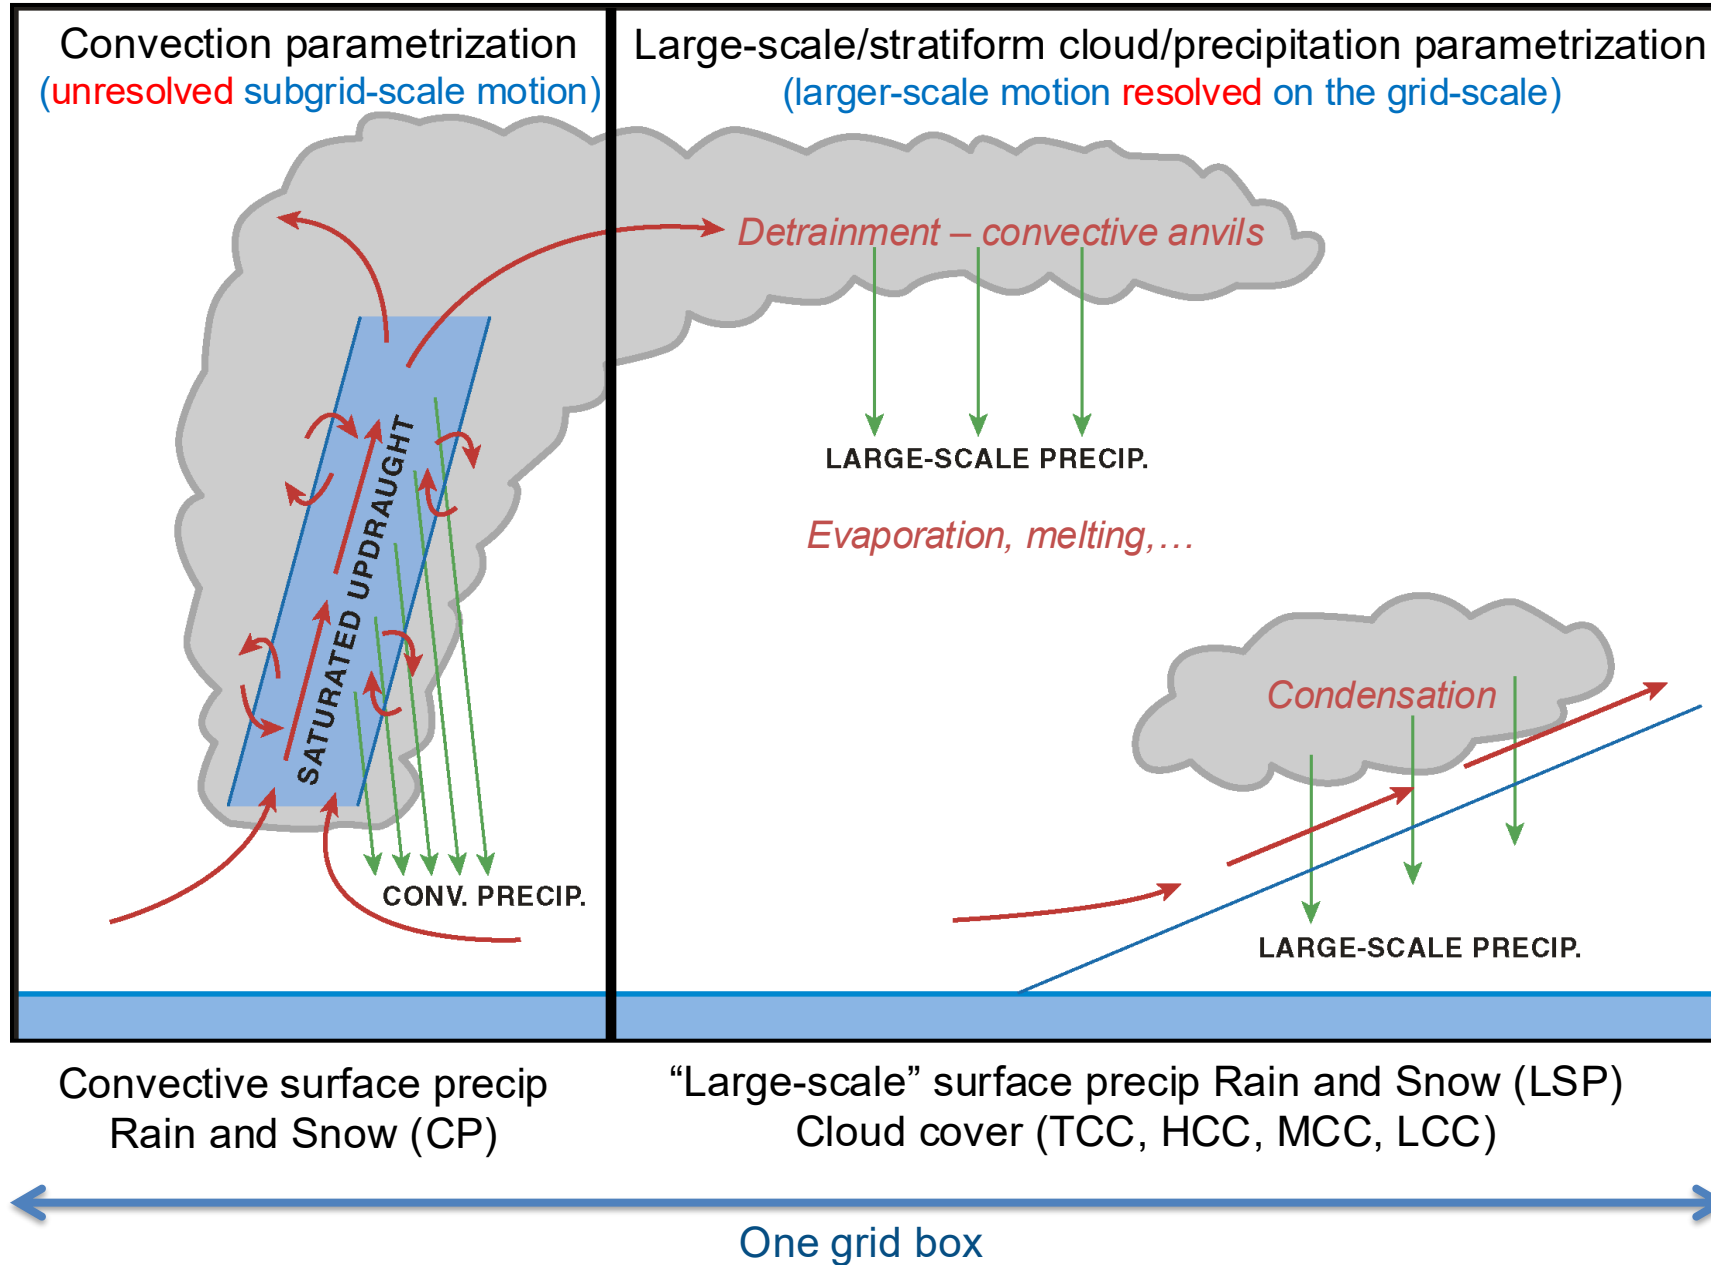 Convection parametrization
(unresolved subgrid-scale motion)
Large-scale/stratiform cloud/precipitation parametrization
(larger-scale motion resolved on the grid-scale)
Detrainment – convective anvils
LARGE-SCALE PRECIP.
Evaporation, melting,…
SATURATED UPDRAUGHT
CONV. PRECIP.
Condensation
LARGE-SCALE PRECIP.
Convective surface precip
Rain and Snow (CP)
“Large-scale” surface precip Rain and Snow (LSP)
Cloud cover (TCC, HCC, MCC, LCC)
One grid box